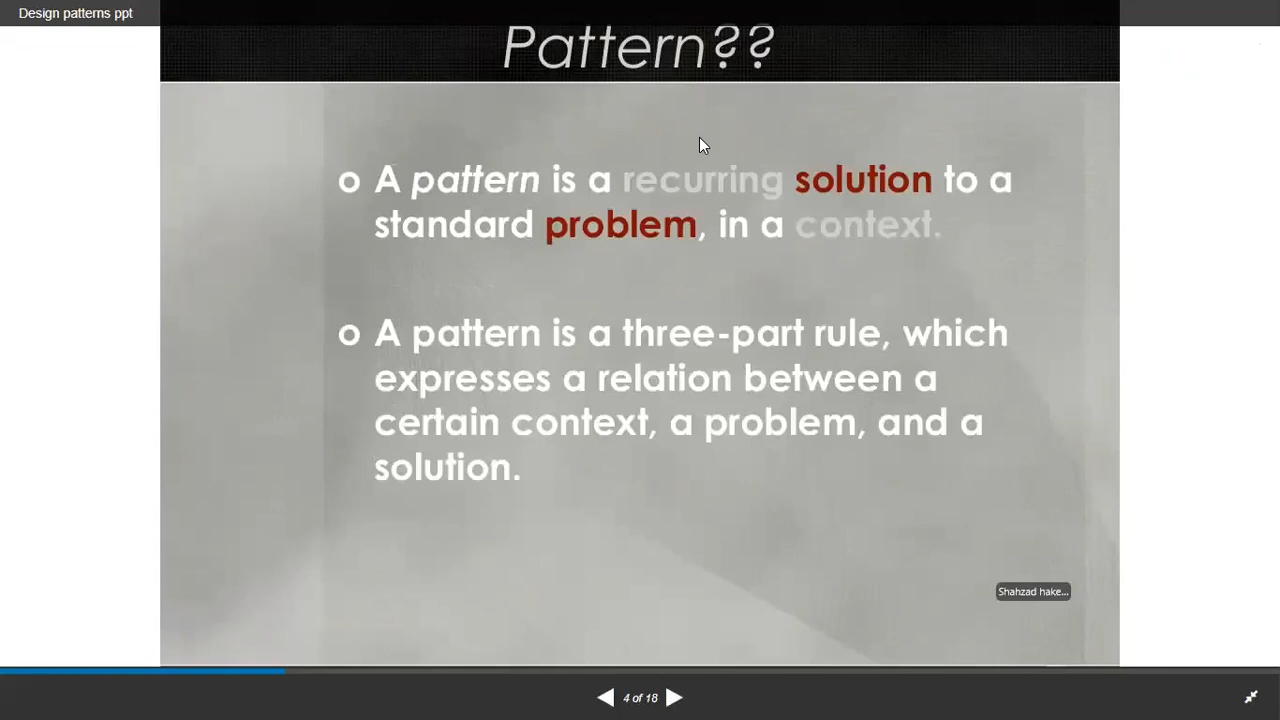 Design patterns ppt
Pattern??
o A pattern is a recurring solution to a
standard problem, in a context.
o A pattern is a three-part rule, which
expresses a relation between a
certain context, a problem, and a
solution.
Shahzad hake...
4 of 18